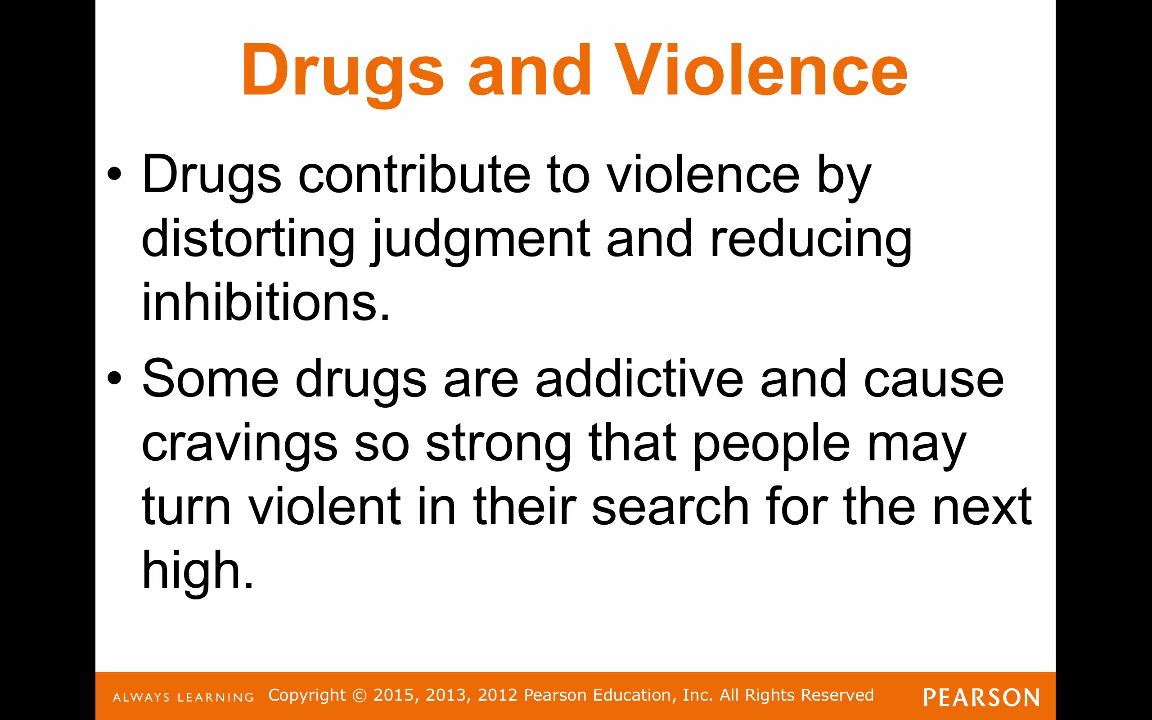 Drugs and Violence
• Drugs contribute to violence by
distorting judgment and reducing
inhibitions.
• Some drugs are addictive and cause
cravings so strong that people may
turn violent in their search for the next
high.
ALWAYS LEARNING Copyright © 2015, 2013, 2012 Pearson Education, Inc. All Rights Reserved PEARSON